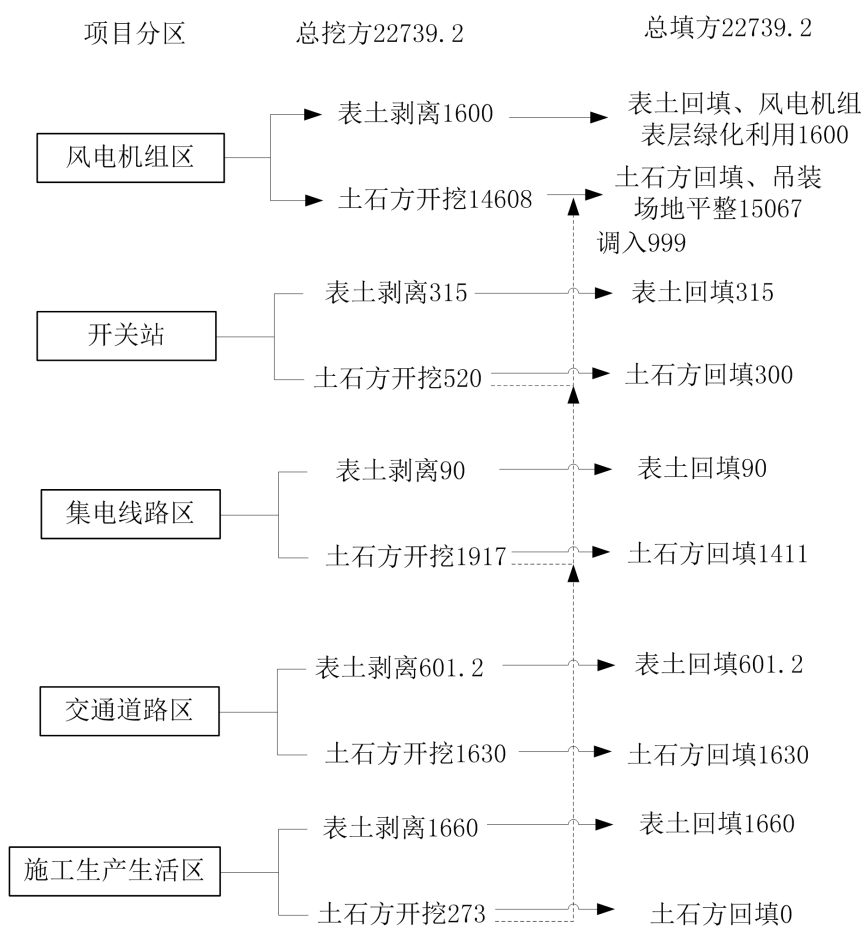 项目分区
总挖方22739.2
总填方22739.2
风电机组区
表土剥离1600
表土回填、风电机组
表层绿化利用1600
土石方开挖14608
土石方回填、吊装
场地平整15067
调入999
开关站
表土剥离315
表土回填315
土石方开挖520
土石方回填300
集电线路区
表土剥离90
表土回填90
土石方开挖1917
土石方回填1411
交通道路区
表土剥离601.2
表土回填601.2
土石方开挖1630
土石方回填1630
施工生产生活区
表土剥离1660
表土回填1660
土石方开挖273
土石方回填0